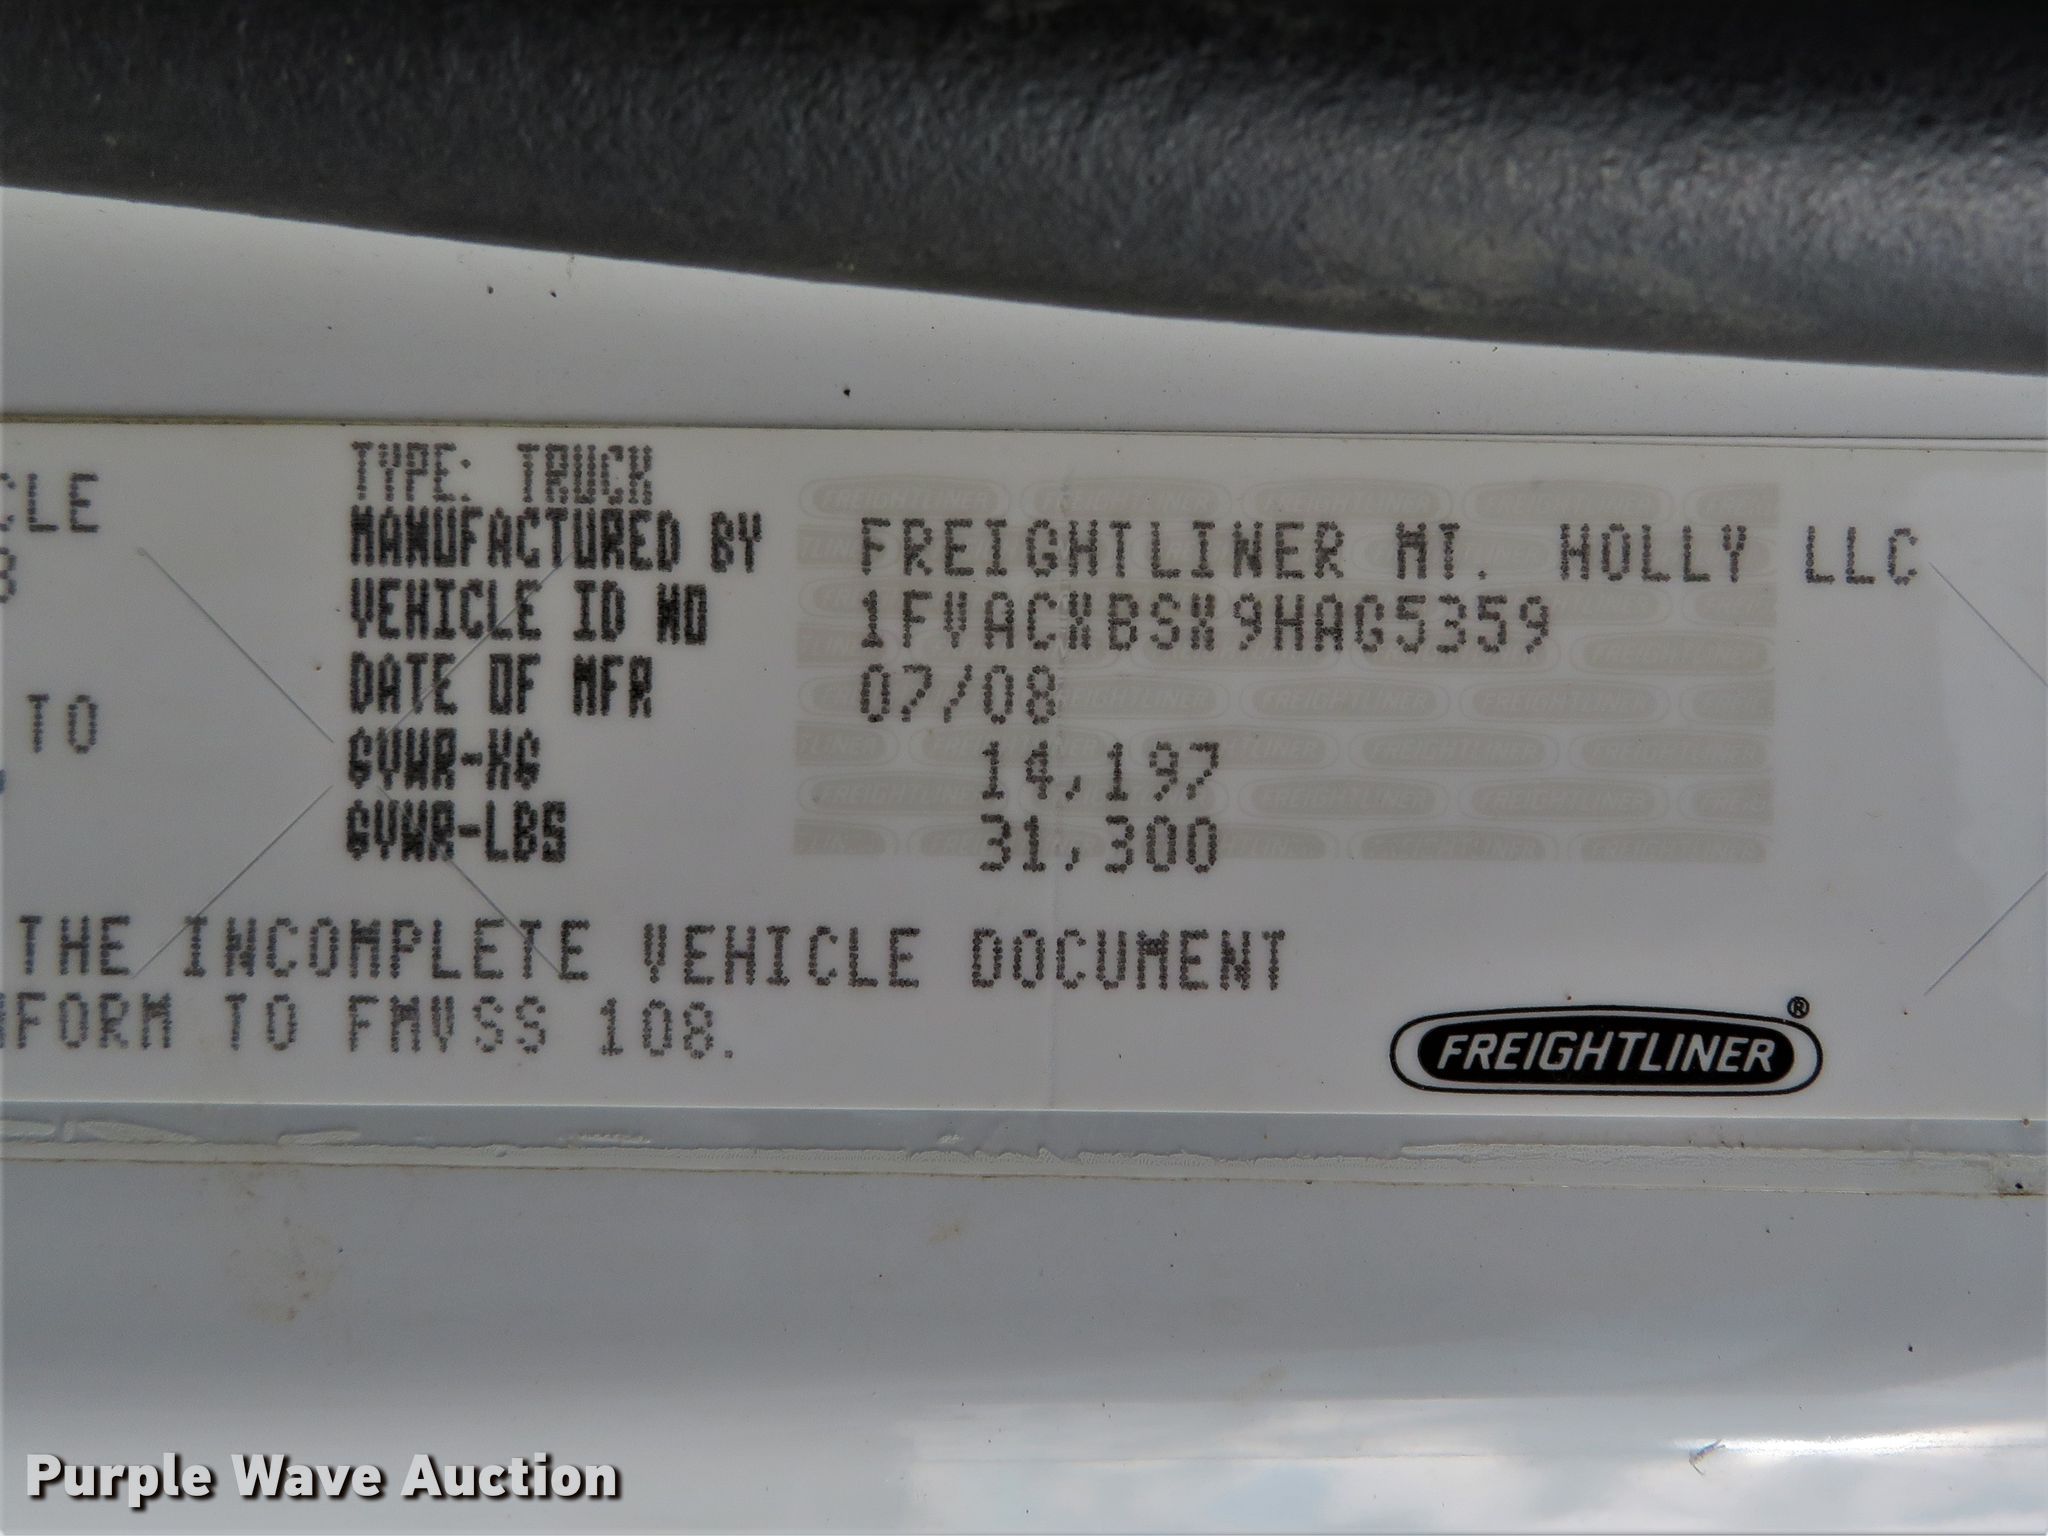 TYPE: TRUCK
CLE
MANUFACTURED BY FREIGHTLINER MT. HOLLY LLC
VEHICLE ID NO 1FVACXBSX9HAG5359
DATE OF MFR 07/08
TO
GVWR-KG 14,197
GVWR-LBS 31,300
THE INCOMPLETE VEHICLE DOCUMENT
NFORM TO FMVSS 108.
FREIGHTLINER®
Purple Wave Auction